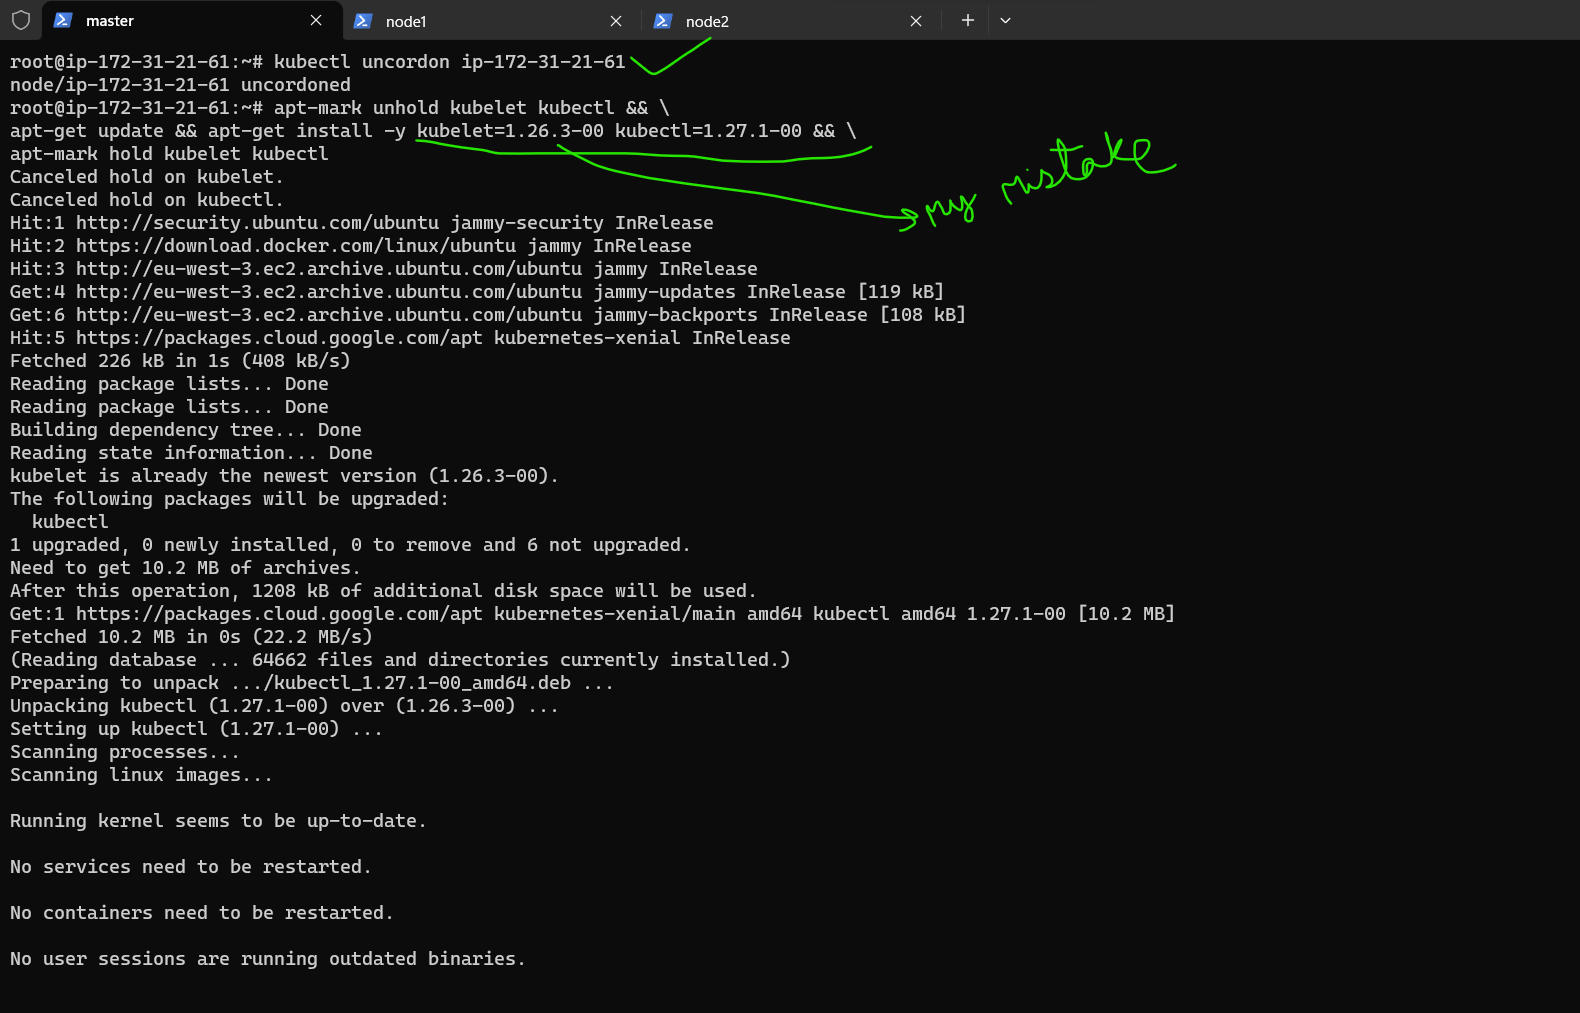 master
node1
node2
root@ip-172-31-21-61:~# kubectl uncordon ip-172-31-21-61
node/ip-172-31-21-61 uncordoned
root@ip-172-31-21-61:~# apt-mark unhold kubelet kubectl && \
apt-get update && apt-get install -y kubelet=1.26.3-00 kubectl=1.27.1-00 && \
apt-mark hold kubelet kubectl
my mistake
Canceled hold on kubelet.
Canceled hold on kubectl.
Hit:1 http://security.ubuntu.com/ubuntu jammy-security InRelease
Hit:2 https://download.docker.com/linux/ubuntu jammy InRelease
Hit:3 http://eu-west-3.ec2.archive.ubuntu.com/ubuntu jammy InRelease
Get:4 http://eu-west-3.ec2.archive.ubuntu.com/ubuntu jammy-updates InRelease [119 kB]
Get:6 http://eu-west-3.ec2.archive.ubuntu.com/ubuntu jammy-backports InRelease [108 kB]
Hit:5 https://packages.cloud.google.com/apt kubernetes-xenial InRelease
Fetched 226 kB in 1s (408 kB/s)
Reading package lists... Done
Reading package lists... Done
Building dependency tree... Done
Reading state information... Done
kubelet is already the newest version (1.26.3-00).
The following packages will be upgraded:
  kubectl
1 upgraded, 0 newly installed, 0 to remove and 6 not upgraded.
Need to get 10.2 MB of archives.
After this operation, 1208 kB of additional disk space will be used.
Get:1 https://packages.cloud.google.com/apt kubernetes-xenial/main amd64 kubectl amd64 1.27.1-00 [10.2 MB]
Fetched 10.2 MB in 0s (22.2 MB/s)
(Reading database ... 64662 files and directories currently installed.)
Preparing to unpack .../kubectl_1.27.1-00_amd64.deb ...
Unpacking kubectl (1.27.1-00) over (1.26.3-00) ...
Setting up kubectl (1.27.1-00) ...
Scanning processes...
Scanning linux images...
Running kernel seems to be up-to-date.
No services need to be restarted.
No containers need to be restarted.
No user sessions are running outdated binaries.